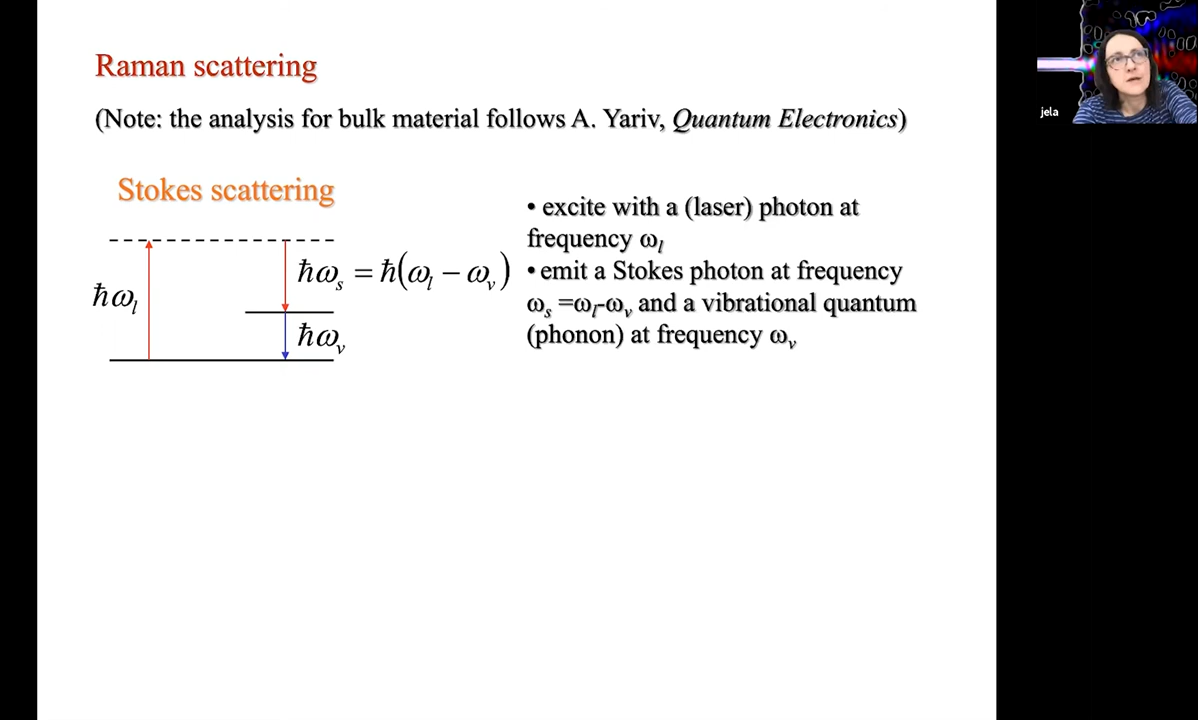 Raman scattering
(Note: the analysis for bulk material follows A. Yariv, Quantum Electronics)
Stokes scattering
ħω_l
ħω_s = ħ(ω_l − ω_v)
ħω_v
• excite with a (laser) photon at
frequency ω_l
• emit a Stokes photon at frequency
ω_s =ω_l-ω_v and a vibrational quantum
(phonon) at frequency ω_v
jela